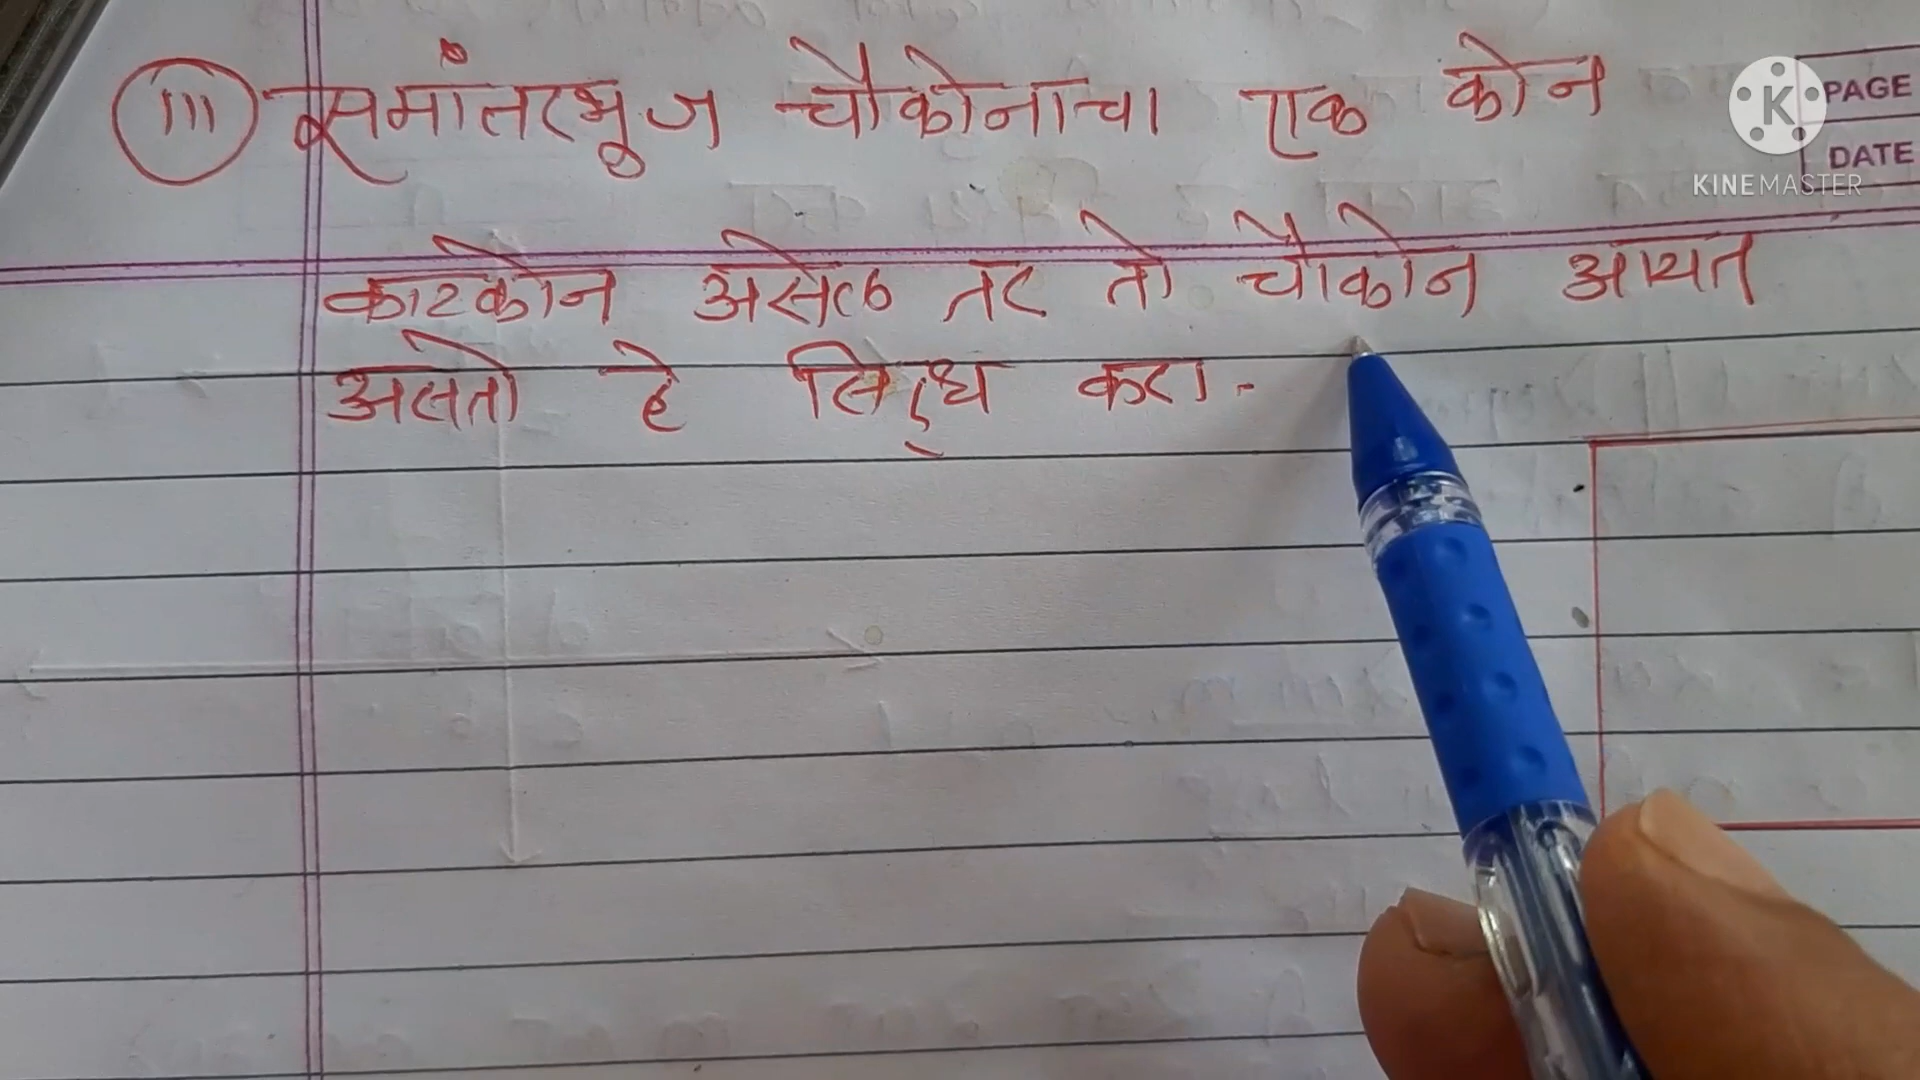 III समांतरभूज चौकोनाचा एक कोन
काटकोन असेल तर तो चौकोन आयत
असतो हे सिद्ध करा.
PAGE
DATE
K
KINEMASTER